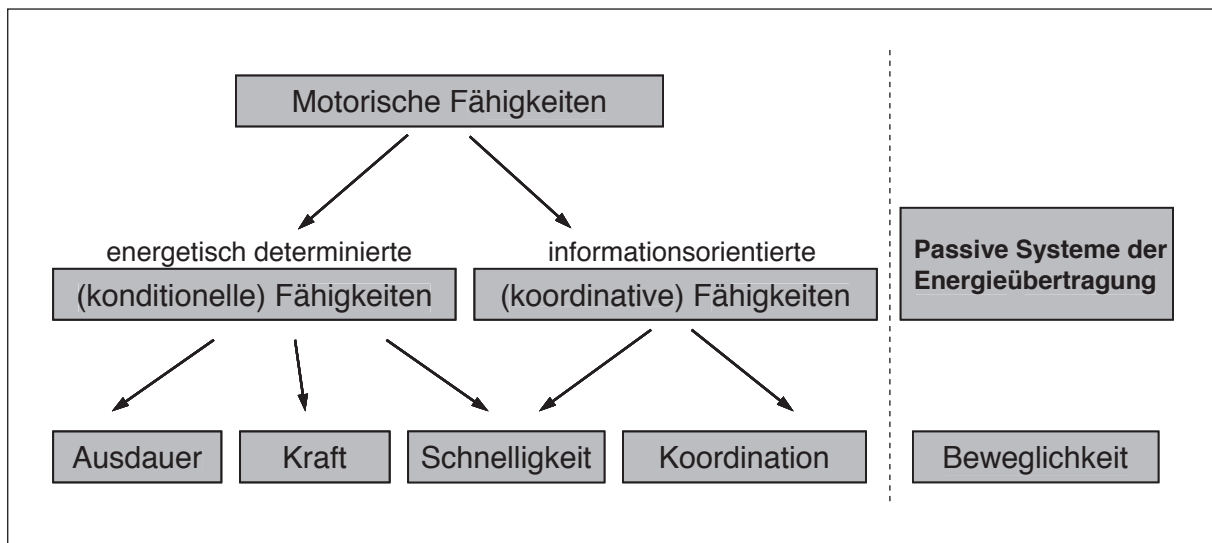 Motorische Fähigkeiten
energetisch determinierte
(konditionelle) Fähigkeiten
informationsorientierte
(koordinative) Fähigkeiten
Passive Systeme der
Energieübertragung
Ausdauer
Kraft
Schnelligkeit
Koordination
Beweglichkeit